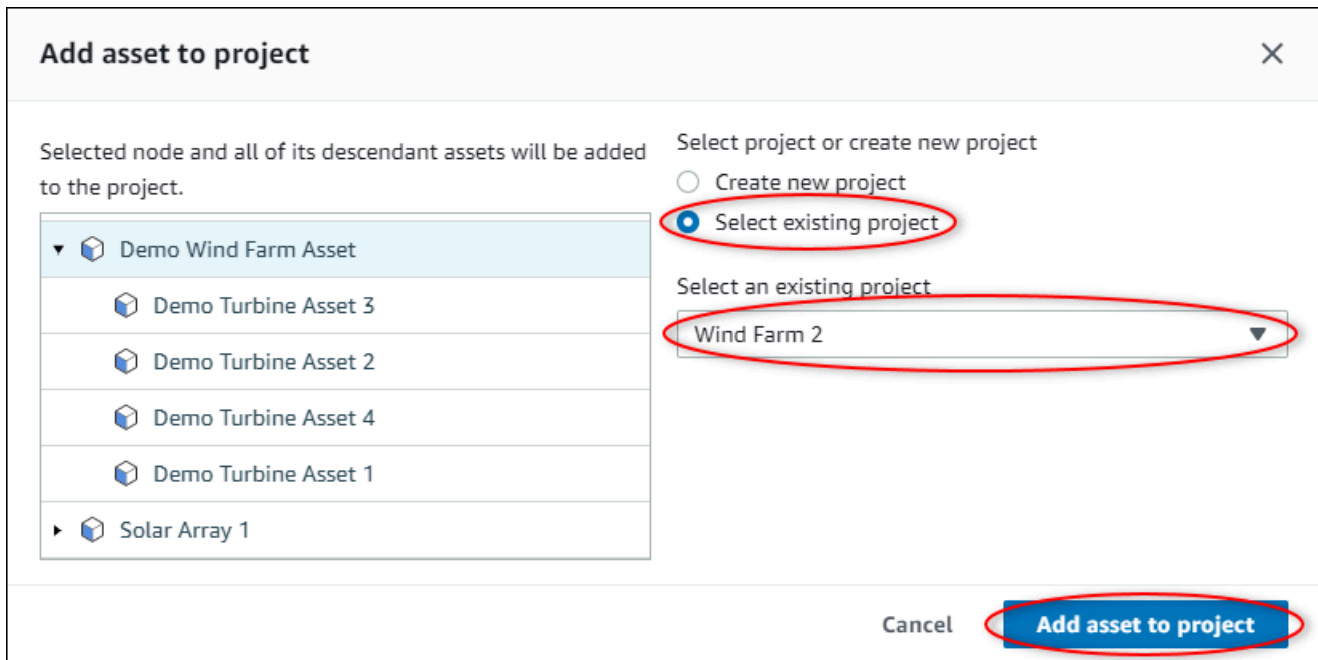 Add asset to project
Selected node and all of its descendant assets will be added
to the project.
Demo Wind Farm Asset
Demo Turbine Asset 3
Demo Turbine Asset 2
Demo Turbine Asset 4
Demo Turbine Asset 1
Solar Array 1
Select project or create new project
Create new project
Select existing project
Select an existing project
Wind Farm 2
Cancel
Add asset to project